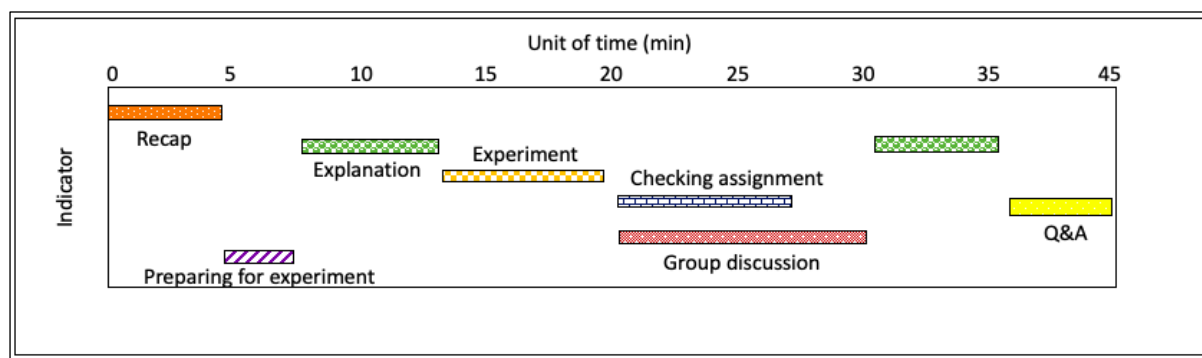 Unit of time (min)
0 5 10 15 20 25 30 35 45
Indicator
Recap
Explanation
Experiment
Checking assignment
Group discussion
Q&A
Preparing for experiment